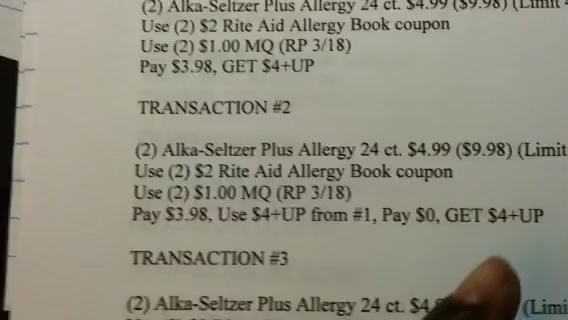 (2) Alka-Seltzer Plus Allergy 24 ct. $4.99 ($9.98) (Limit
Use (2) $2 Rite Aid Allergy Book coupon
Use (2) $1.00 MQ (RP 3/18)
Pay $3.98, GET $4+UP
TRANSACTION #2
(2) Alka-Seltzer Plus Allergy 24 ct. $4.99 ($9.98) (Limit
Use (2) $2 Rite Aid Allergy Book coupon
Use (2) $1.00 MQ (RP 3/18)
Pay $3.98, Use $4+UP from #1, Pay $0, GET $4+UP
TRANSACTION #3
(2) Alka-Seltzer Plus Allergy 24 ct. $4 (Limi